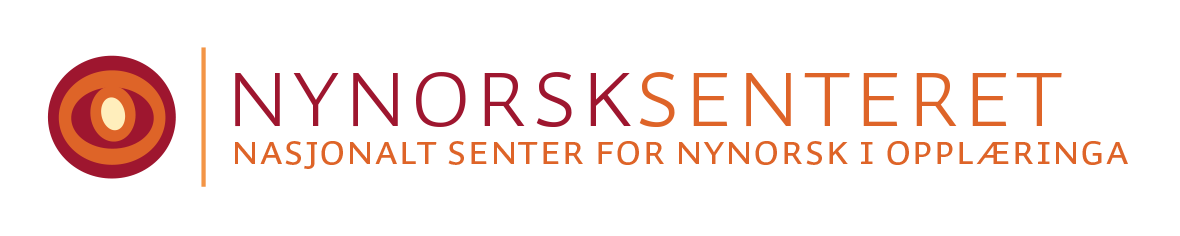 NYNORSKSENTERET
NASJONALT SENTER FOR NYNORSK I OPPLÆRINGA